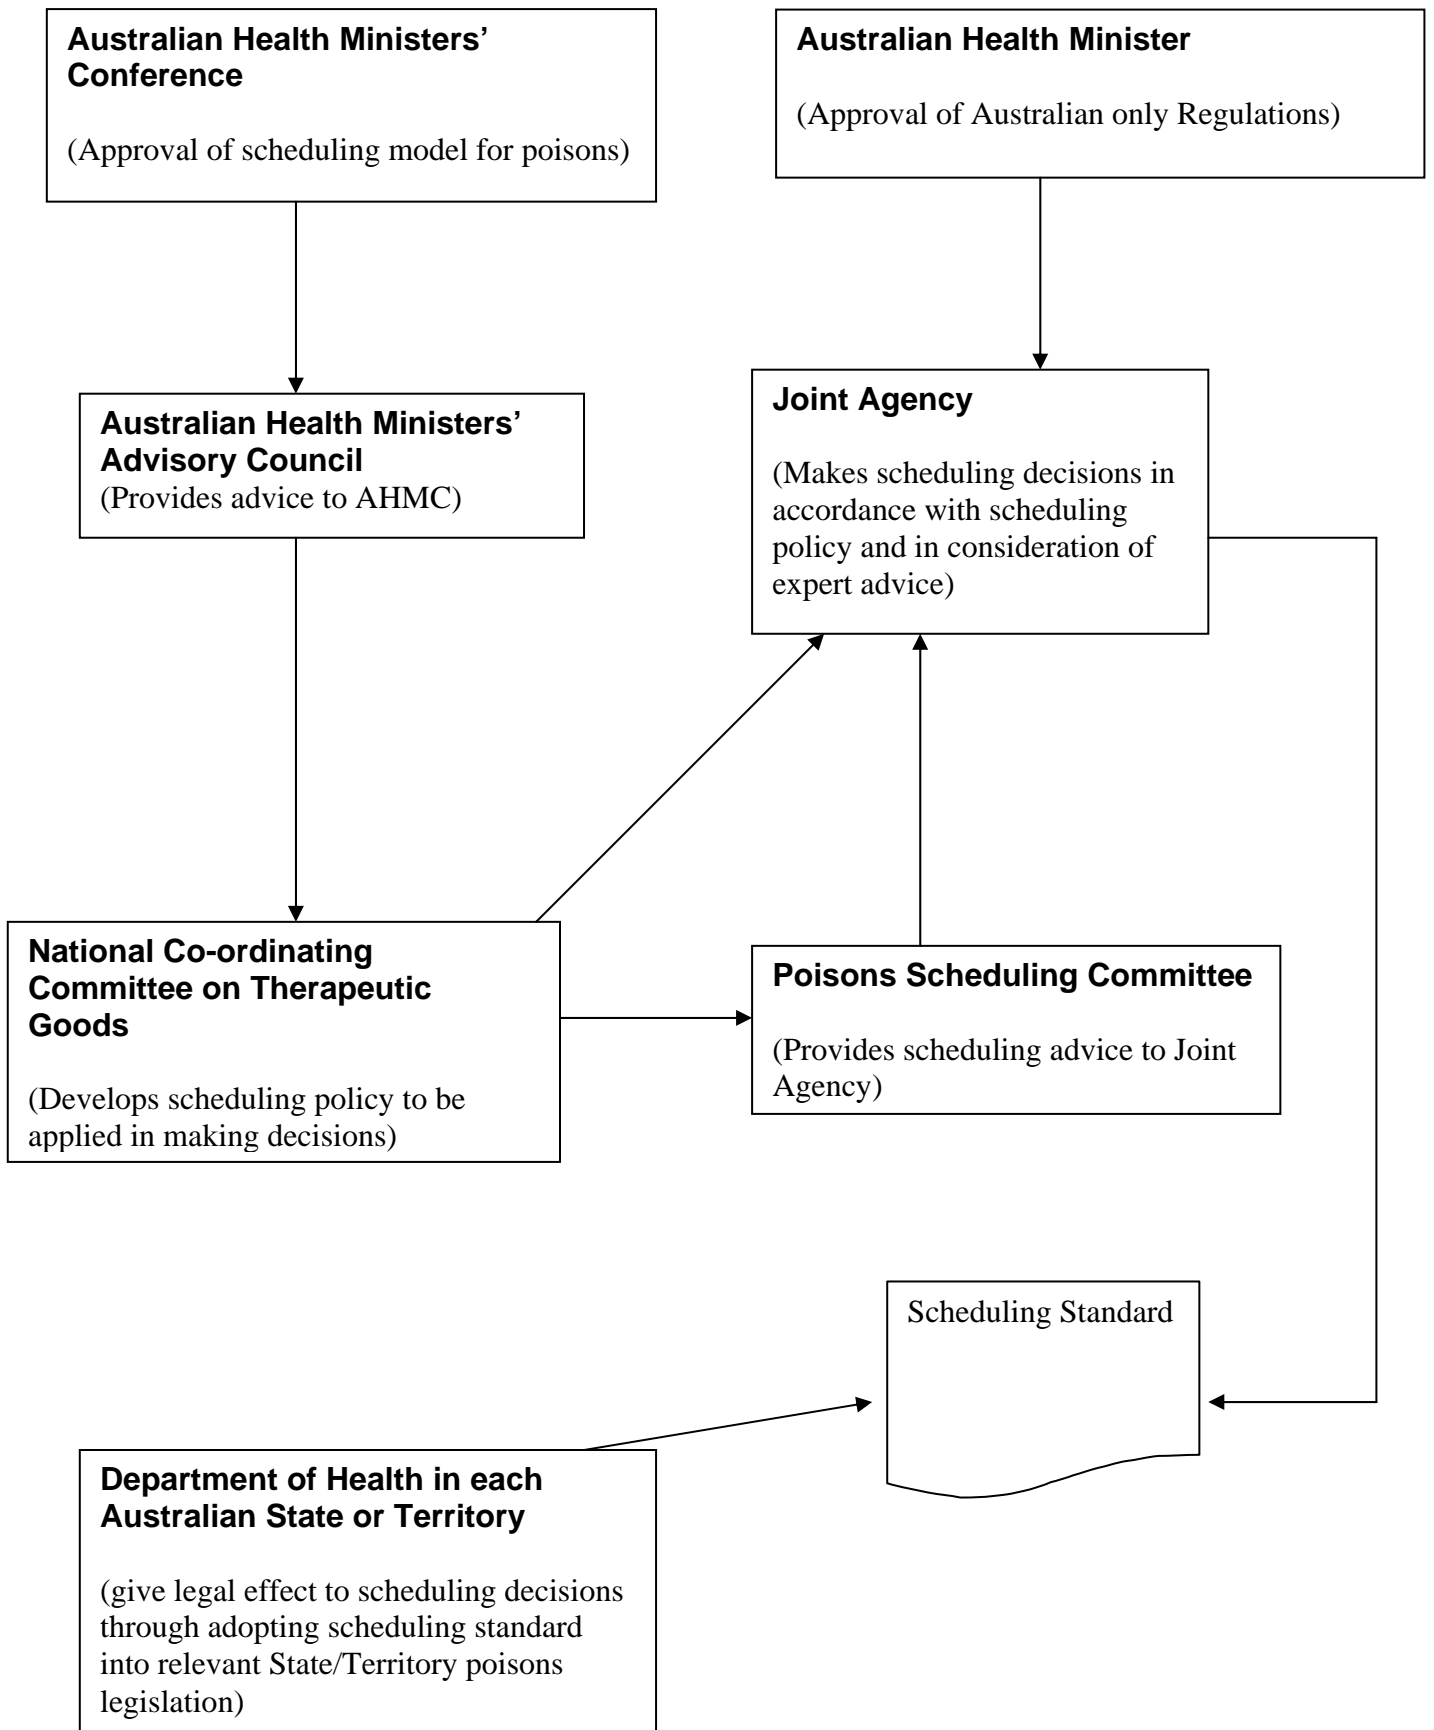 Australian Health Ministers’
Conference
(Approval of scheduling model for poisons)
Australian Health Minister
(Approval of Australian only Regulations)
Australian Health Ministers’
Advisory Council
(Provides advice to AHMC)
Joint Agency
(Makes scheduling decisions in
accordance with scheduling
policy and in consideration of
expert advice)
National Co-ordinating
Committee on Therapeutic
Goods
(Develops scheduling policy to be
applied in making decisions)
Poisons Scheduling Committee
(Provides scheduling advice to Joint
Agency)
Scheduling Standard
Department of Health in each
Australian State or Territory
(give legal effect to scheduling decisions
through adopting scheduling standard
into relevant State/Territory poisons
legislation)